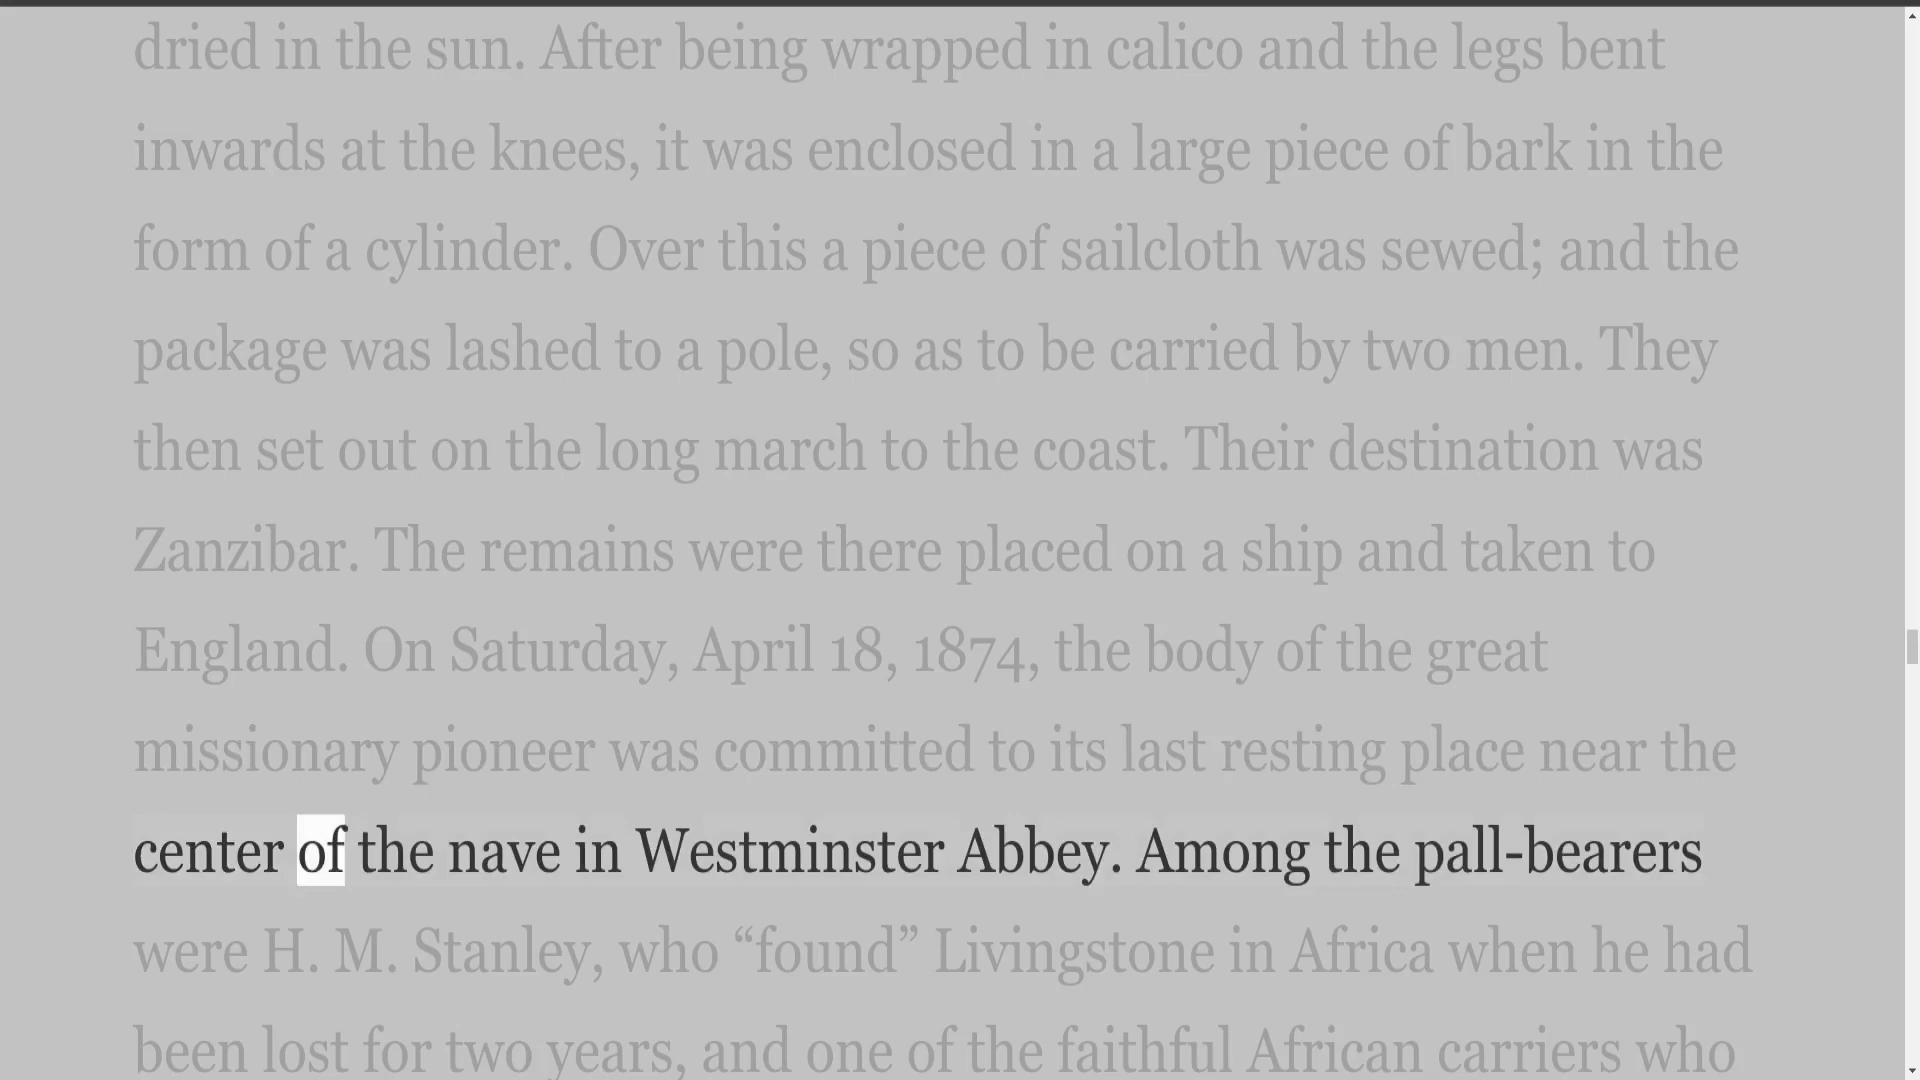 dried in the sun. After being wrapped in calico and the legs bent
inwards at the knees, it was enclosed in a large piece of bark in the
form of a cylinder. Over this a piece of sailcloth was sewed; and the
package was lashed to a pole, so as to be carried by two men. They
then set out on the long march to the coast. Their destination was
Zanzibar. The remains were there placed on a ship and taken to
England. On Saturday, April 18, 1874, the body of the great
missionary pioneer was committed to its last resting place near the
center of the nave in Westminster Abbey. Among the pall-bearers
were H. M. Stanley, who “found” Livingstone in Africa when he had
been lost for two years, and one of the faithful African carriers who